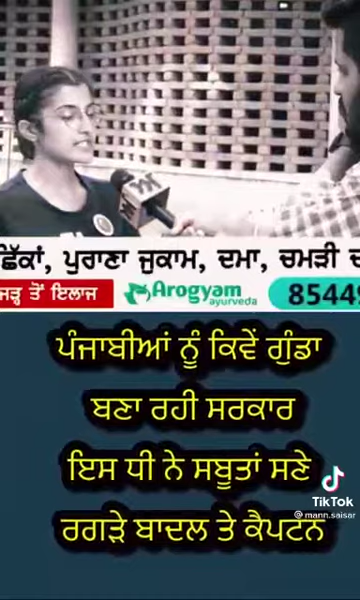 ਛਿੱਕਾਂ, ਪੁਰਾਣਾ ਜੁਕਾਮ, ਦਮਾ, ਚਮੜੀ ਦ
ਜੜ੍ਹ ਤੋਂ ਇਲਾਜ
Arogyam
ayurveda
8544
ਪੰਜਾਬੀਆਂ ਨੂੰ ਕਿਵੇਂ ਗੁੰਡਾ
ਬਣਾ ਰਹੀ ਸਰਕਾਰ
ਇਸ ਧੀ ਨੇ ਸਬੂਤਾਂ ਸਣੇ
ਰਗੜੇ ਬਾਦਲ ਤੇ ਕੈਪਟਨ
TikTok
@mann.saisar